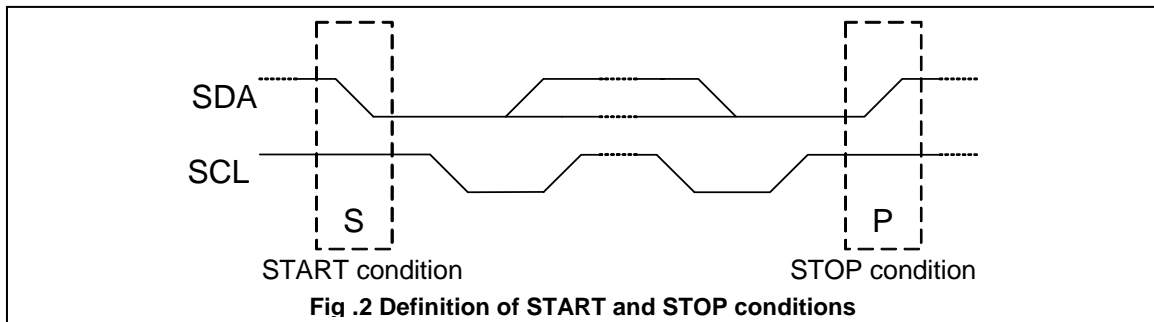 SDA
SCL
S
P
START condition
STOP condition
Fig .2 Definition of START and STOP conditions